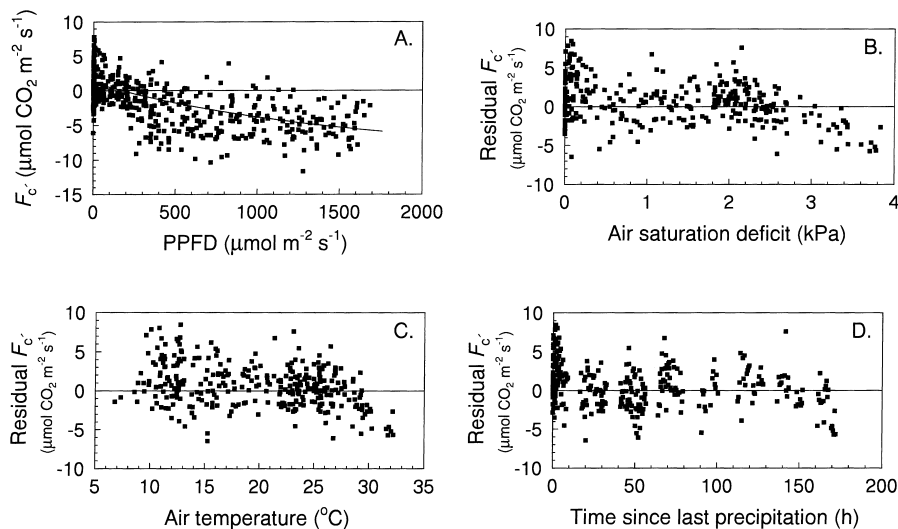 A.
F_c′ (μmol CO₂ m⁻² s⁻¹)
10
5
0
-5
-10
-15
0 500 1000 1500 2000
PPFD (μmol m⁻² s⁻¹)
B.
Residual F_c′
(μmol CO₂ m⁻² s⁻¹)
10
5
0
-5
-10
0 1 2 3 4
Air saturation deficit (kPa)
C.
Residual F_c′
(μmol CO₂ m⁻² s⁻¹)
10
5
0
-5
-10
5 10 15 20 25 30 35
Air temperature (°C)
D.
Residual F_c′
(μmol CO₂ m⁻² s⁻¹)
10
5
0
-5
-10
0 50 100 150 200
Time since last precipitation (h)